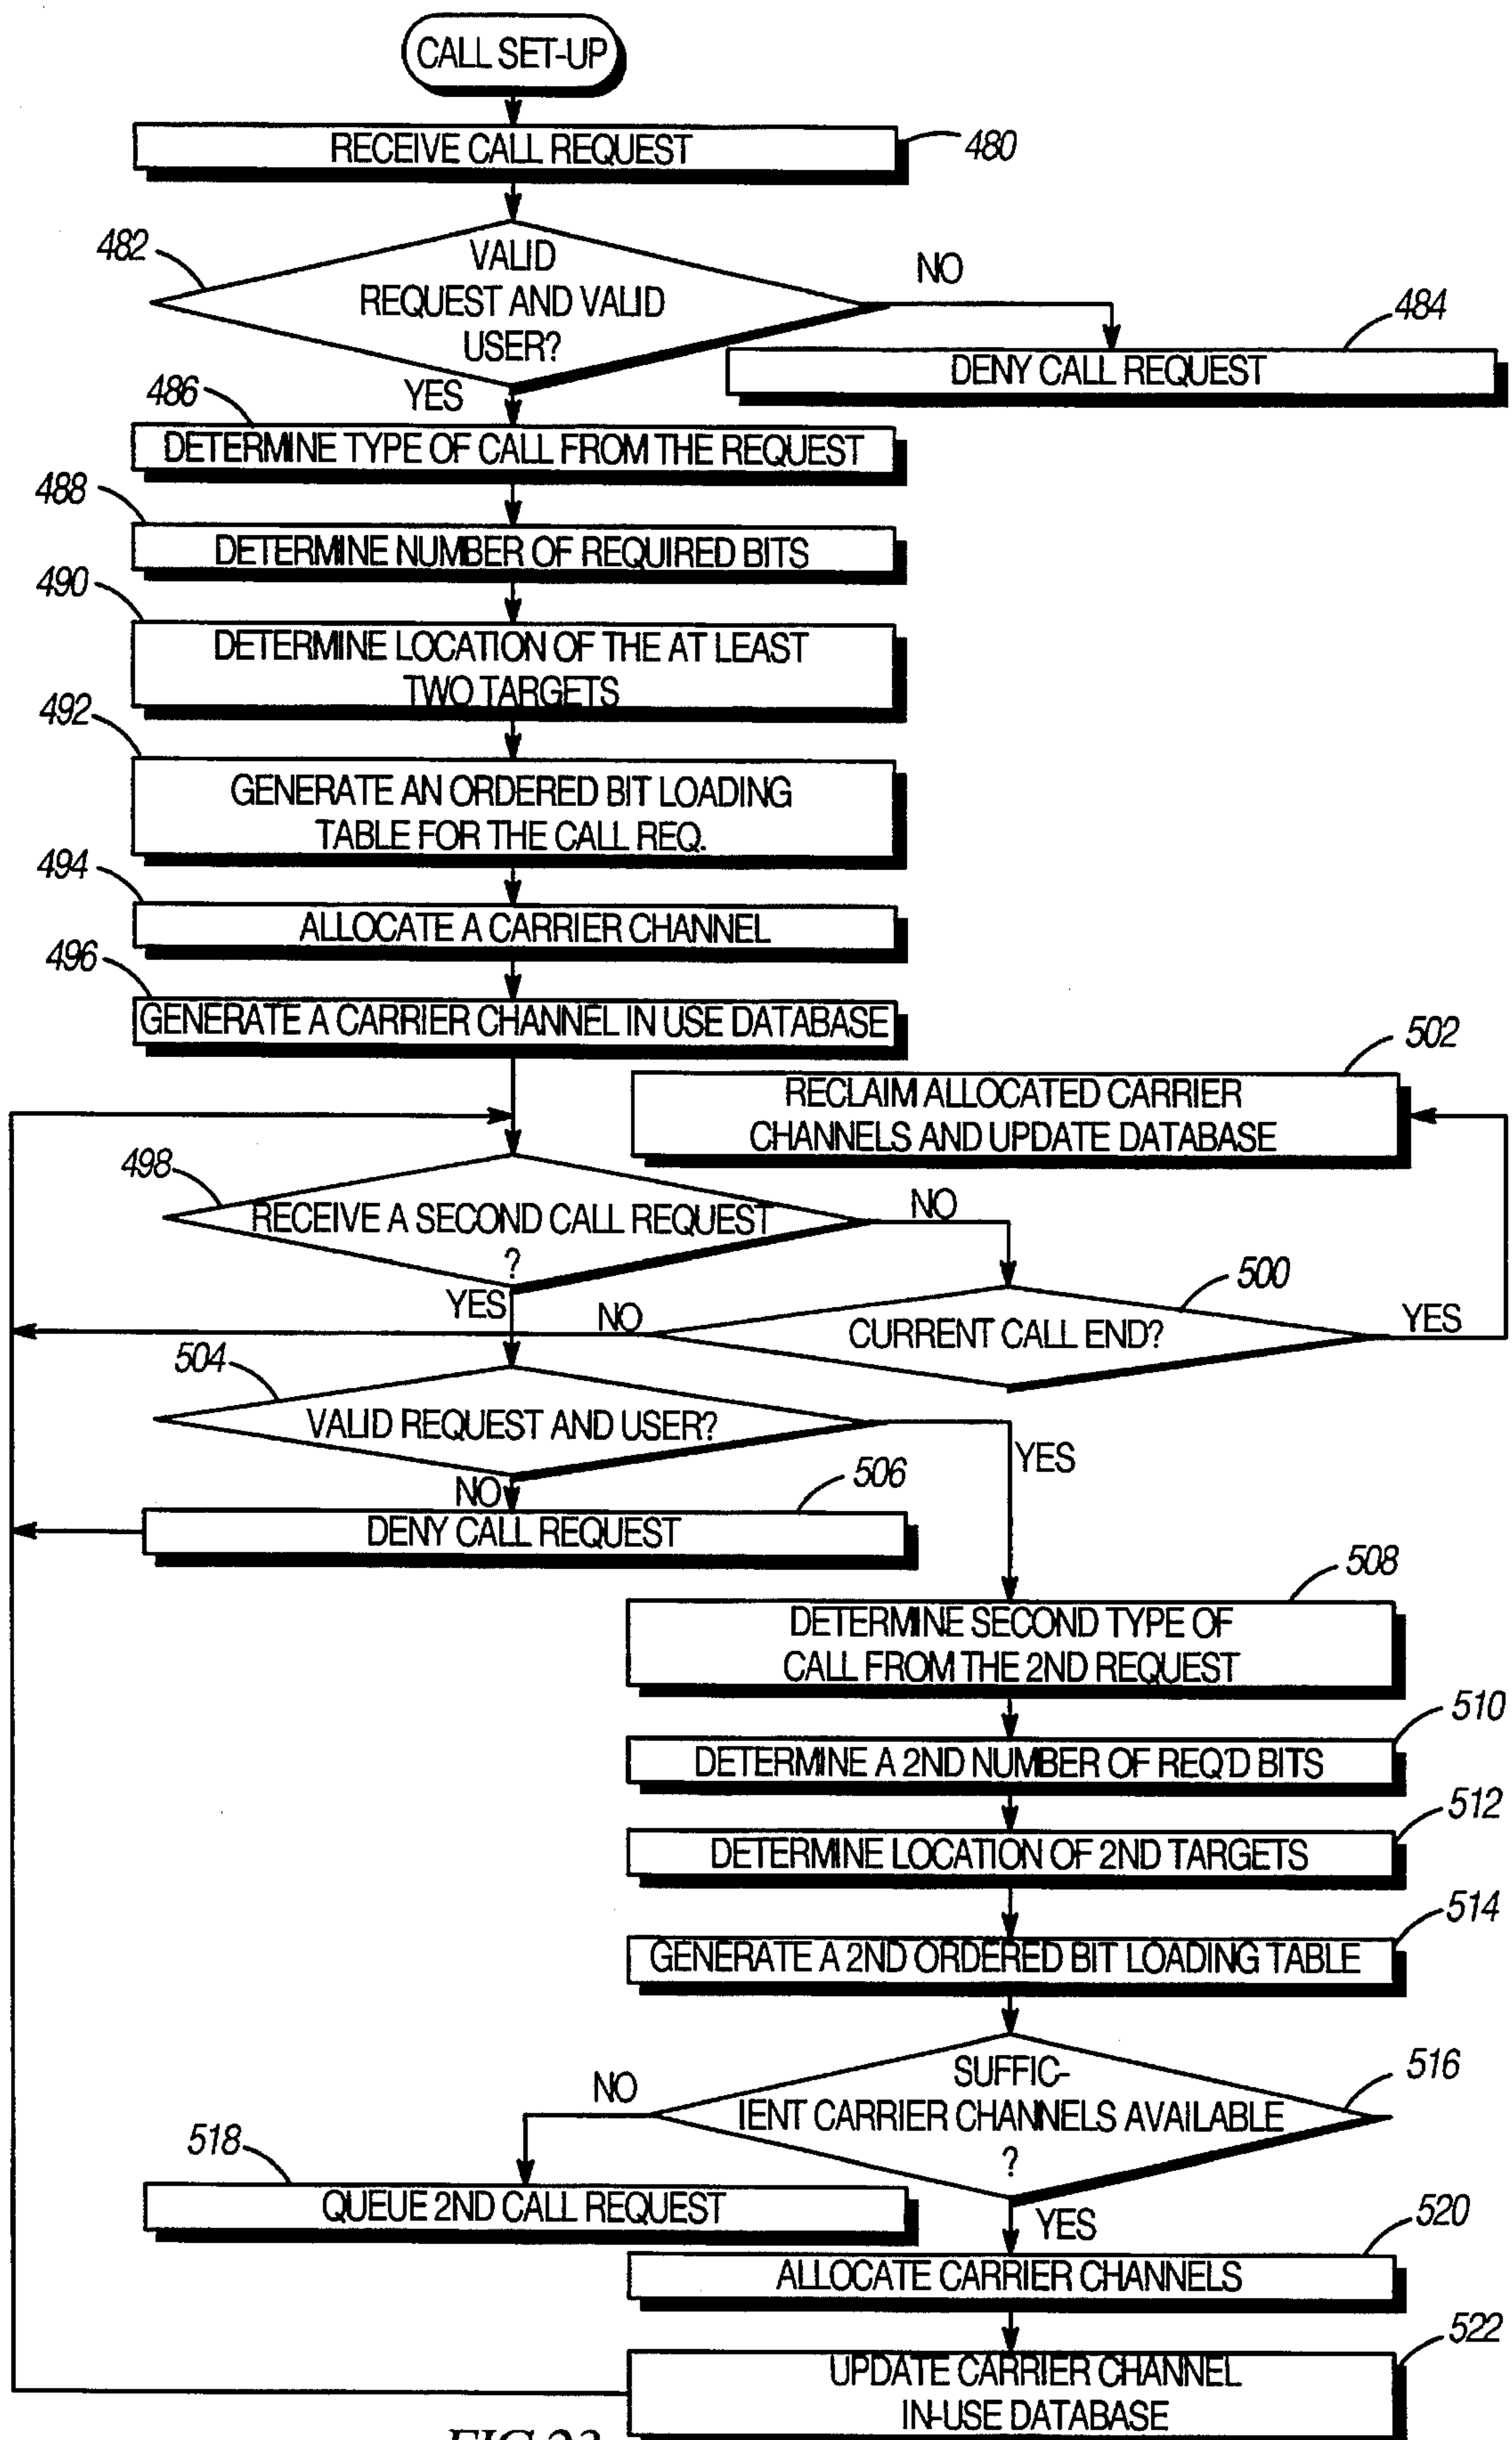 CALL SET-UP
RECEIVE CALL REQUEST
480
482
VALID
REQUEST AND VALID
USER?
NO
484
DENY CALL REQUEST
YES
486
DETERMINE TYPE OF CALL FROM THE REQUEST
488
DETERMINE NUMBER OF REQUIRED BITS
490
DETERMINE LOCATION OF THE AT LEAST
TWO TARGETS
492
GENERATE AN ORDERED BIT LOADING
TABLE FOR THE CALL REQ.
494
ALLOCATE A CARRIER CHANNEL
496
GENERATE A CARRIER CHANNEL IN USE DATABASE
502
RECLAIM ALLOCATED CARRIER
CHANNELS AND UPDATE DATABASE
498
RECEIVE A SECOND CALL REQUEST
?
NO
YES
500
CURRENT CALL END?
NO
YES
504
VALID REQUEST AND USER?
YES
NO
506
DENY CALL REQUEST
508
DETERMINE SECOND TYPE OF
CALL FROM THE 2ND REQUEST
510
DETERMINE A 2ND NUMBER OF REQ'D BITS
512
DETERMINE LOCATION OF 2ND TARGETS
514
GENERATE A 2ND ORDERED BIT LOADING TABLE
516
SUFFIC-
IENT CARRIER CHANNELS AVAILABLE
?
NO
518
QUEUE 2ND CALL REQUEST
YES
520
ALLOCATE CARRIER CHANNELS
522
UPDATE CARRIER CHANNEL
IN-USE DATABASE